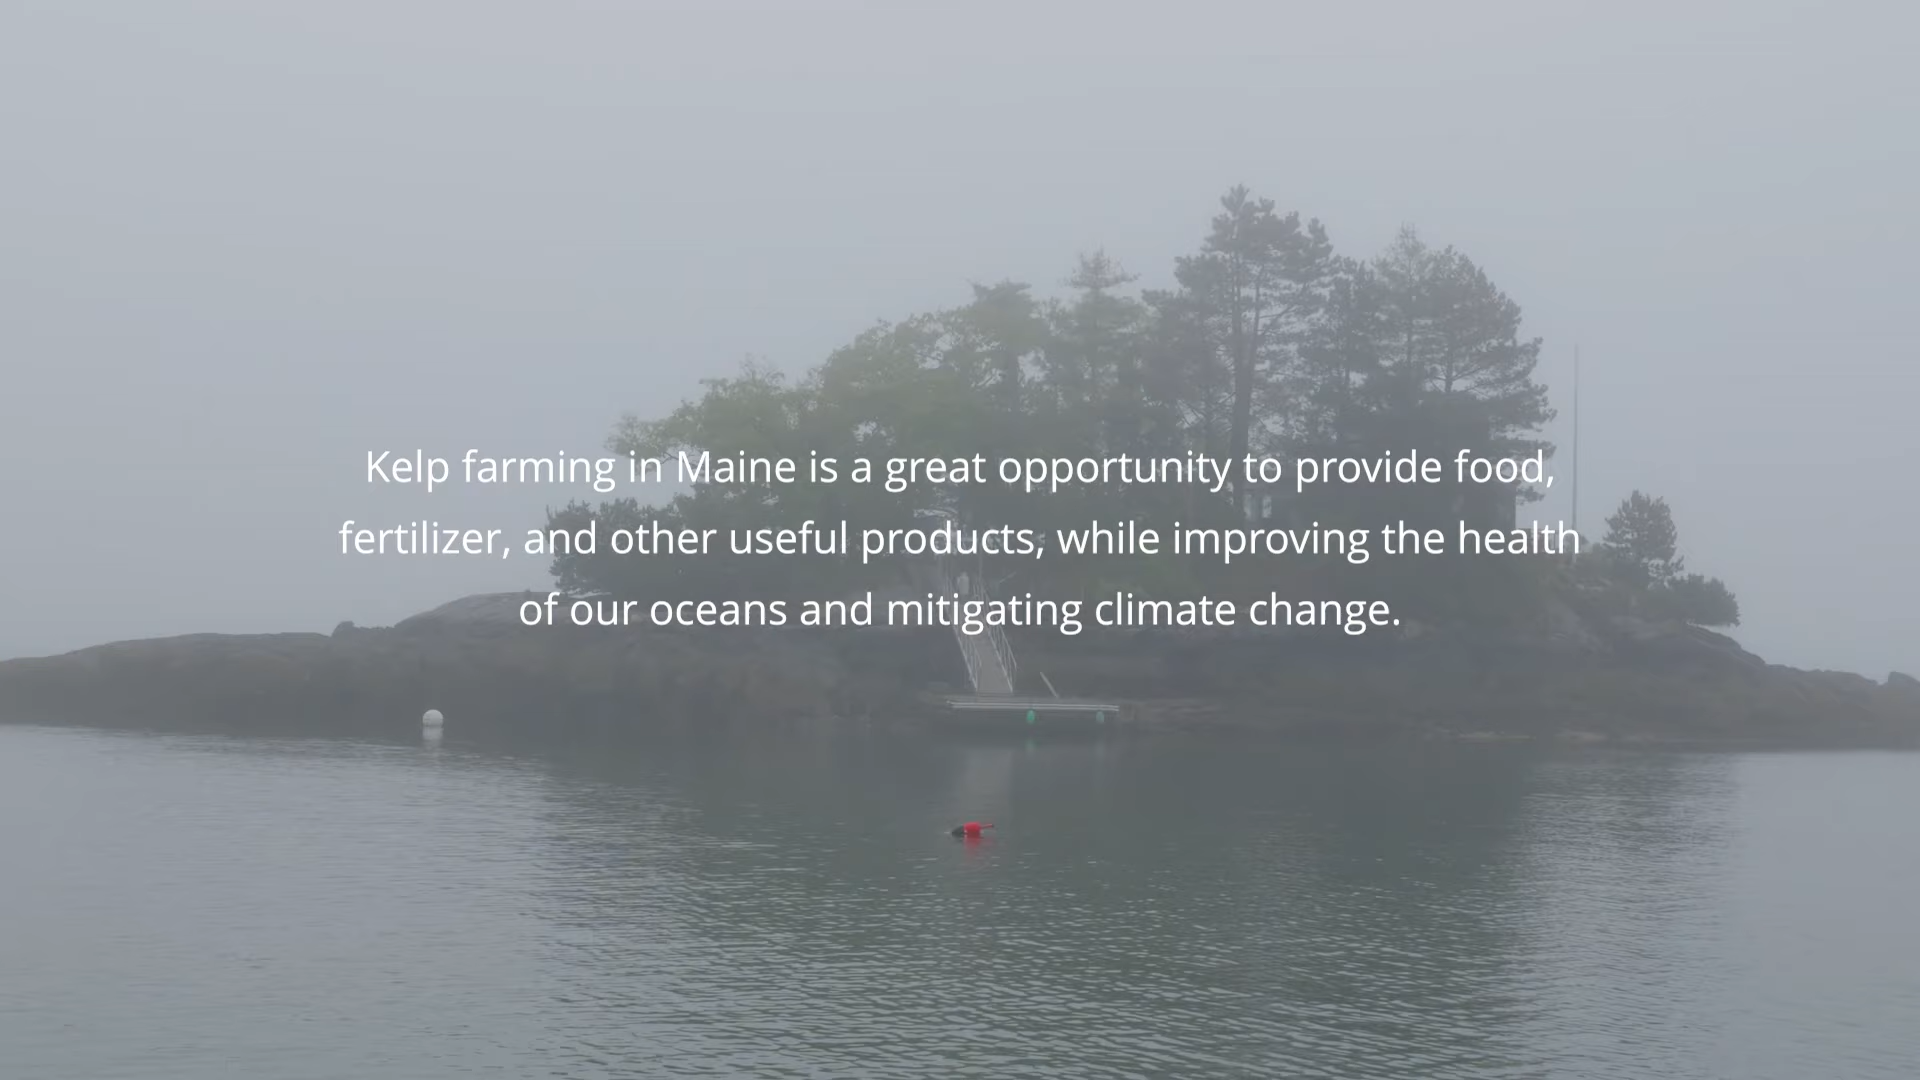 Kelp farming in Maine is a great opportunity to provide food,
fertilizer, and other useful products, while improving the health
of our oceans and mitigating climate change.